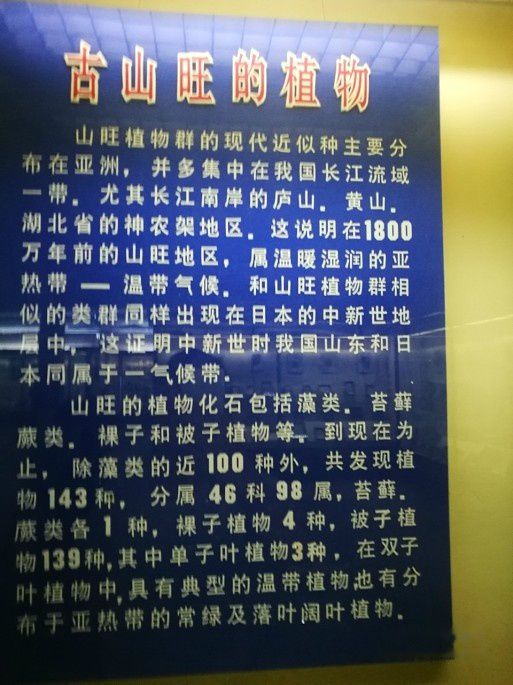 古山旺的植物
山旺植物群的现代近似种主要分
布在亚洲，并多集中在我国长江流域
一带。尤其长江南岸的庐山。黄山。
湖北省的神农架地区。这说明在1800
万年前的山旺地区，属温暖湿润的亚
热带 — 温带气候。和山旺植物群相
似的类群同样出现在日本的中新世地
层中，这证明中新世时我国山东和日
本同属于一气候带。
山旺的植物化石包括藻类。苔藓
蕨类。裸子和被子植物等。到现在为
止，除藻类的近 100 种外，共发现植
物 143 种，分属 46 科 98 属，苔藓。
蕨类各 1 种，裸子植物 4 种，被子植
物139种，其中单子叶植物3种，在双子
叶植物中，具有典型的温带植物，也有分
布于亚热带的常绿及落叶阔叶植物。